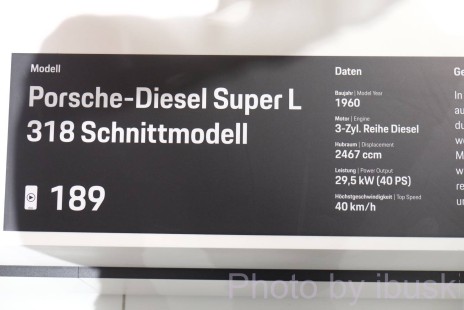 Modell
Porsche-Diesel Super L
318 Schnittmodell
189
Daten
Baujahr | Model Year
1960
Motor | Engine
3-Zyl. Reihe Diesel
Hubraum | Displacement
2467 ccm
Leistung | Power Output
29,5 kW (40 PS)
Höchstgeschwindigkeit | Top Speed
40 km/h
Photo by ibuski